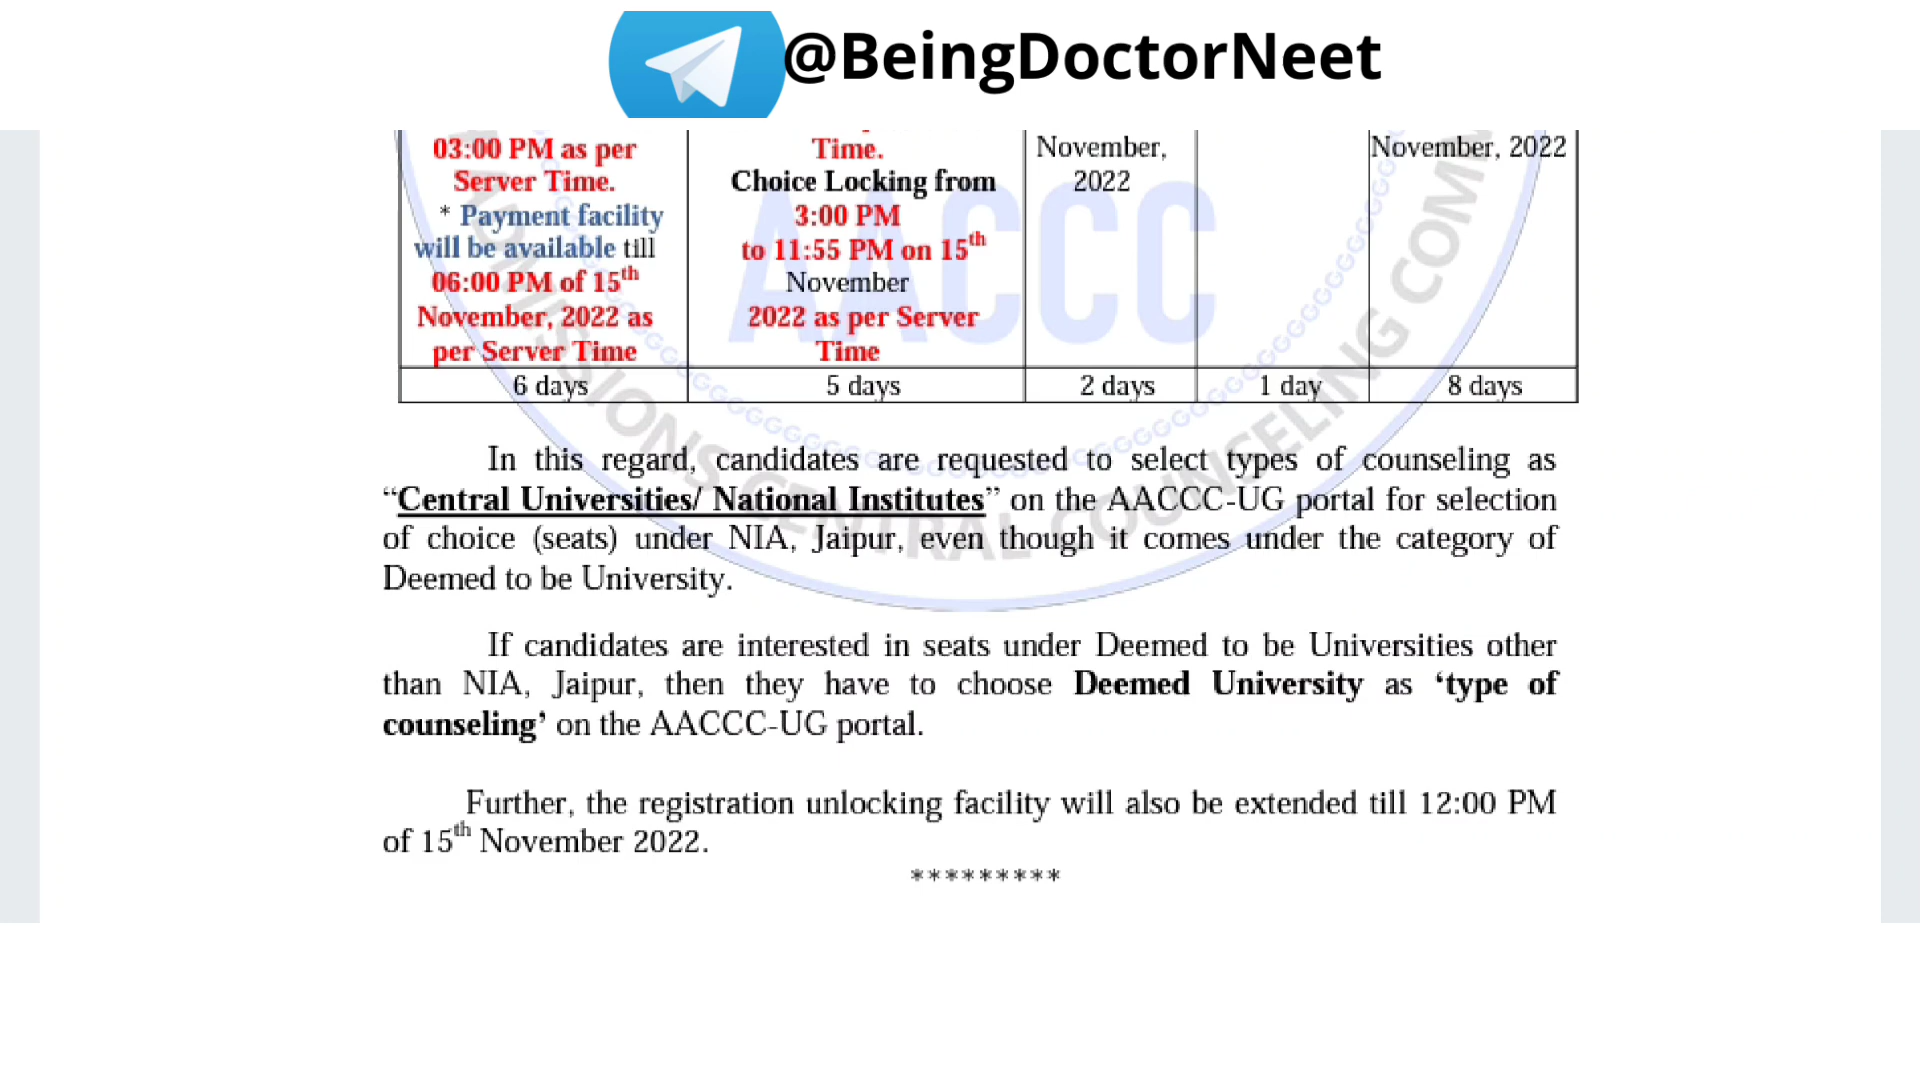 @BeingDoctorNeet
03:00 PM as per
Server Time.
* Payment facility
will be available till
06:00 PM of 15th
November, 2022 as
per Server Time
Time.
Choice Locking from
3:00 PM
to 11:55 PM on 15th
November
2022 as per Server
Time
November,
2022
November, 2022
6 days
5 days
2 days
1 day
8 days
In this regard, candidates are requested to select types of counseling as
“Central Universities/ National Institutes” on the AACCC-UG portal for selection
of choice (seats) under NIA, Jaipur, even though it comes under the category of
Deemed to be University.
If candidates are interested in seats under Deemed to be Universities other
than NIA, Jaipur, then they have to choose Deemed University as ‘type of
counseling’ on the AACCC-UG portal.
Further, the registration unlocking facility will also be extended till 12:00 PM
of 15th November 2022.
*********
AACCC
ADMISSIONS CENTRAL COUNSELING COMM